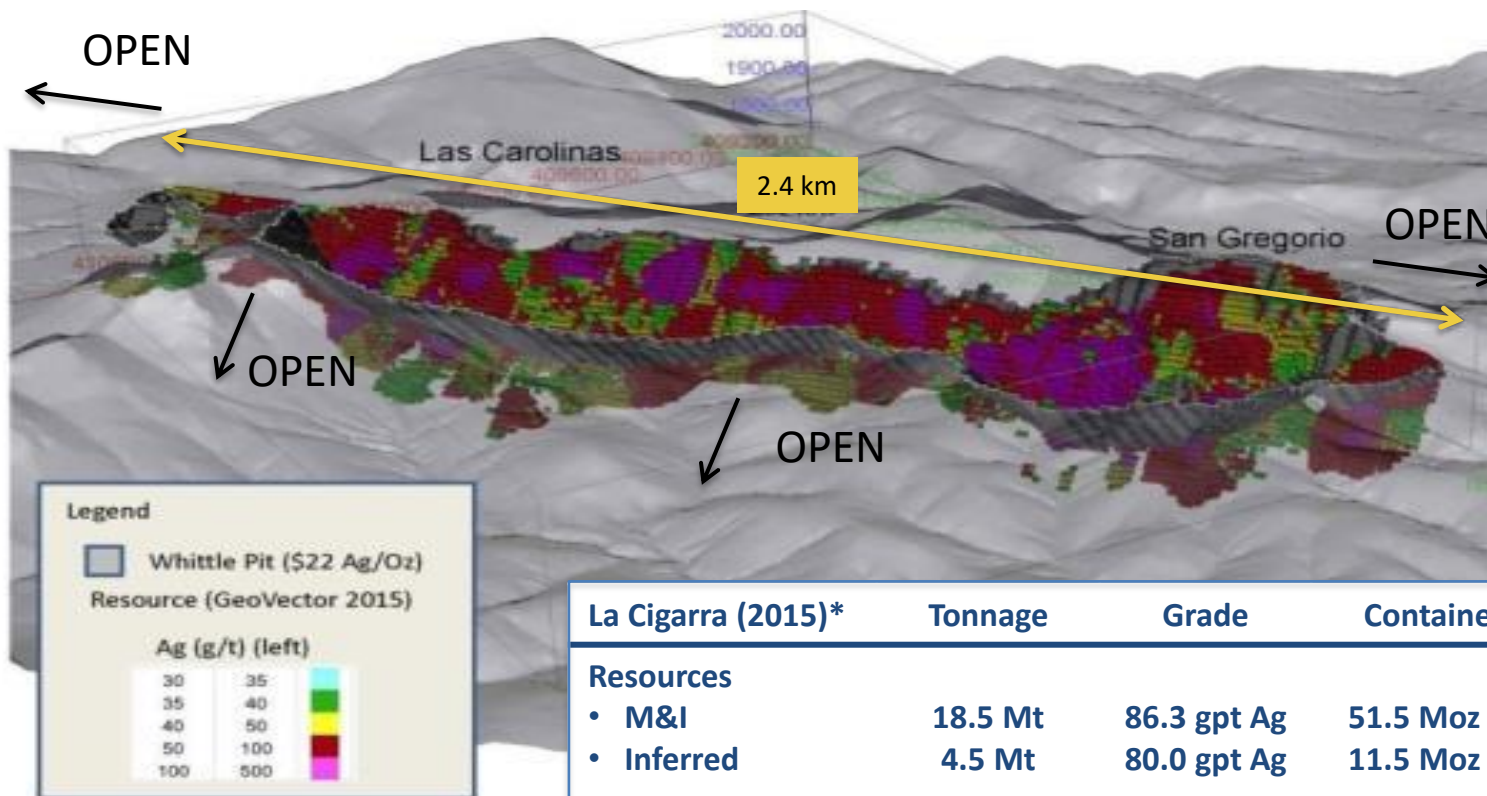 OPEN
2000.00
1900.00
Las Carolinas
409600.00
2.4 km
San Gregorio
OPEN
OPEN
OPEN
Legend
Whittle Pit ($22 Ag/Oz)
Resource (GeoVector 2015)
Ag (g/t) (left)
30 35
35 40
40 50
50 100
100 500
La Cigarra (2015)* Tonnage Grade Containe
Resources
• M&I 18.5 Mt 86.3 gpt Ag 51.5 Moz
• Inferred 4.5 Mt 80.0 gpt Ag 11.5 Moz